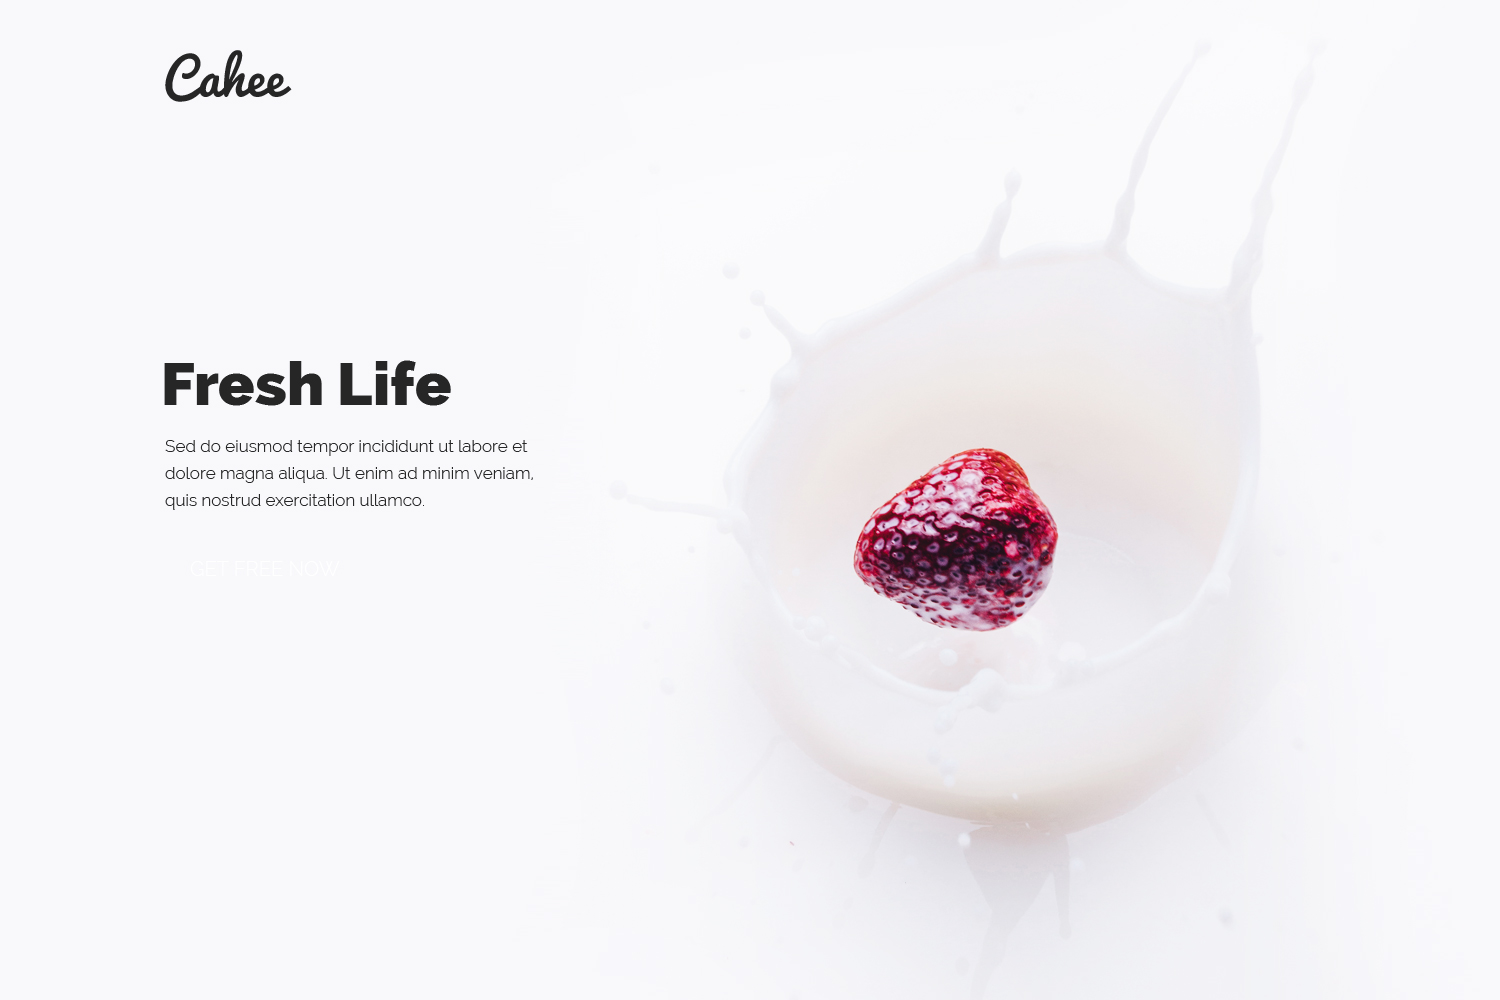 Cahee
Fresh Life
Sed do eiusmod tempor incididunt ut labore et
dolore magna aliqua. Ut enim ad minim veniam,
quis nostrud exercitation ullamco.
GET FREE NOW